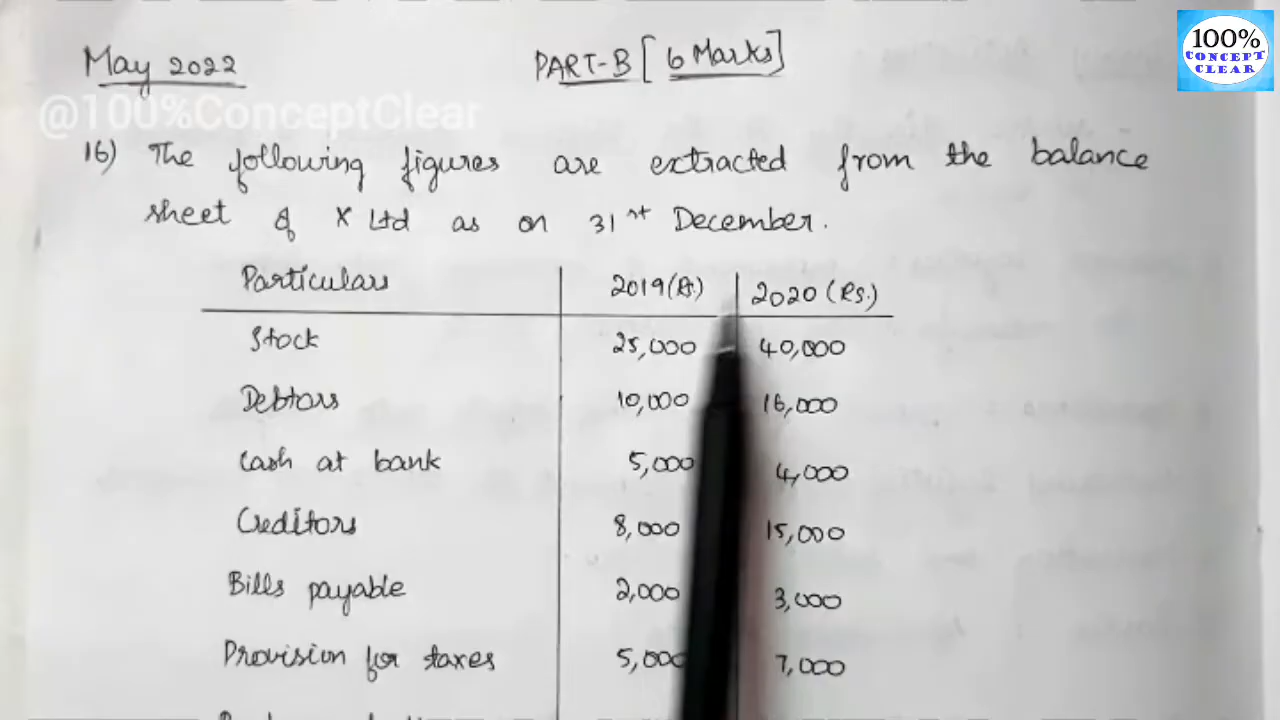 100%
CONCEPT
CLEAR
May 2022 PART-B [6 Marks]
@100%ConceptClear
16) The following figures are extracted from the balance
sheet of X Ltd as on 31st December.
Particulars 2019 (Rs.) 2020 (Rs.)
Stock 25,000 40,000
Debtors 10,000 16,000
Cash at bank 5,000 4,000
Creditors 8,000 15,000
Bills payable 2,000 3,000
Provision for taxes 5,000 7,000